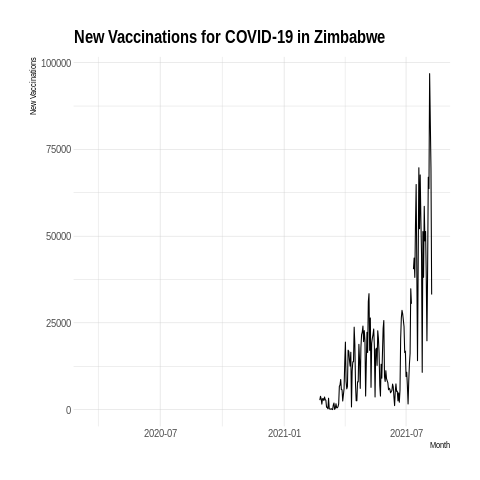 New Vaccinations for COVID-19 in Zimbabwe
New Vaccinations
100000
75000
50000
25000
0
2020-07
2021-01
2021-07
Month